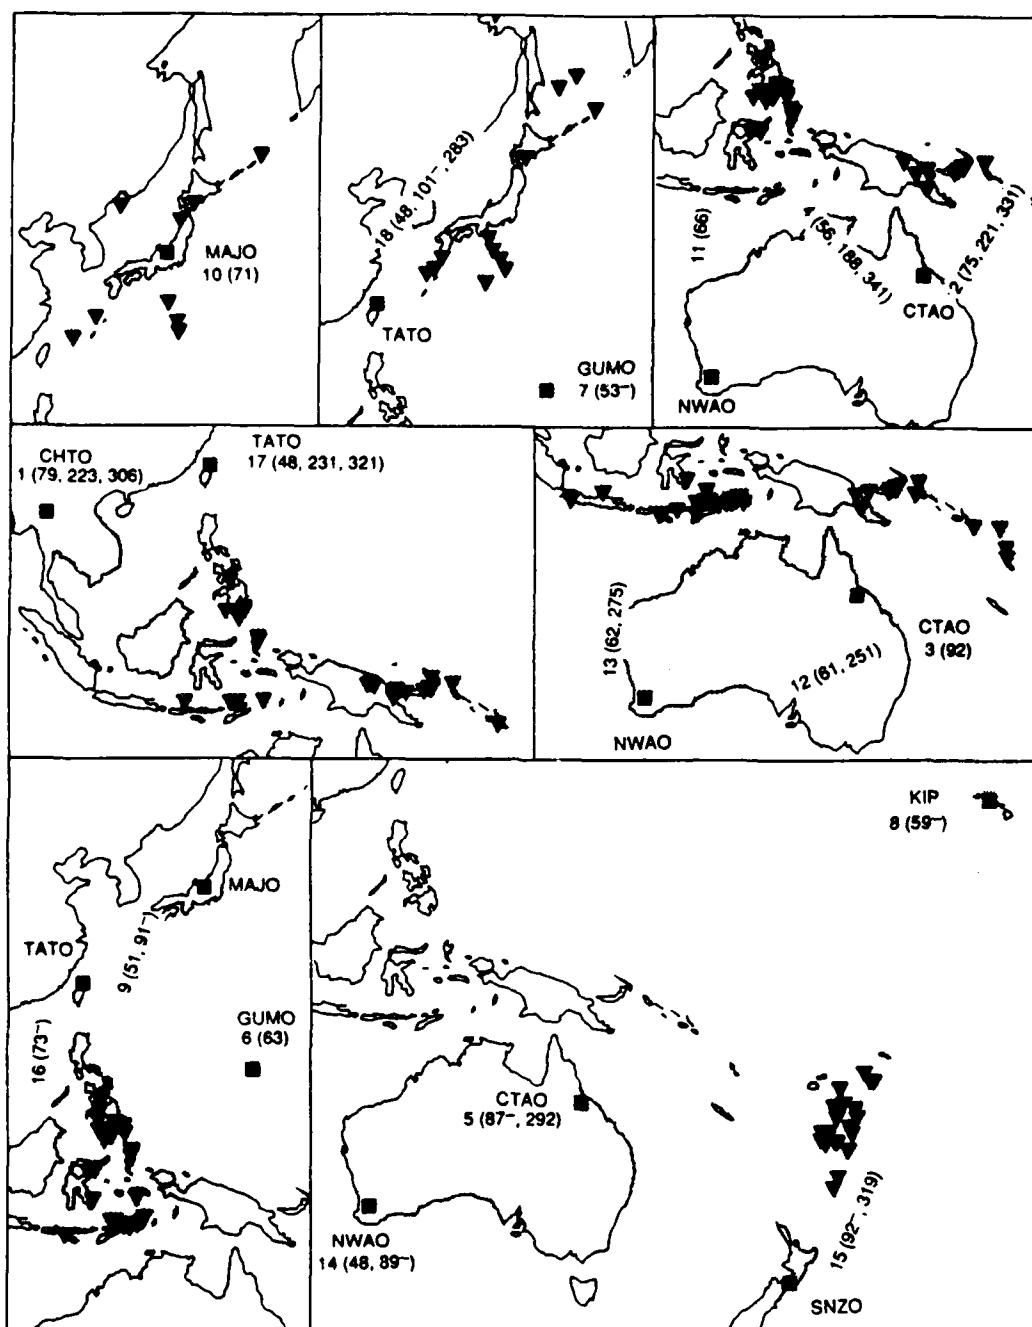 MAJO
10 (71)
18 (48, 101⁻, 283)
TATO
GUMO
7 (53⁻)
11 (66)
(56, 188, 341)
2 (75, 221, 331)
CTAO
NWAO
CHTO
1 (79, 223, 306)
TATO
17 (48, 231, 321)
13 (62, 275)
CTAO
3 (92)
12 (61, 251)
NWAO
MAJO
9 (51, 91⁻)
TATO
GUMO
6 (63)
16 (73⁻)
KIP
8 (59⁻)
CTAO
5 (87⁻, 292)
NWAO
14 (48, 89⁻)
15 (92⁻, 319)
SNZO